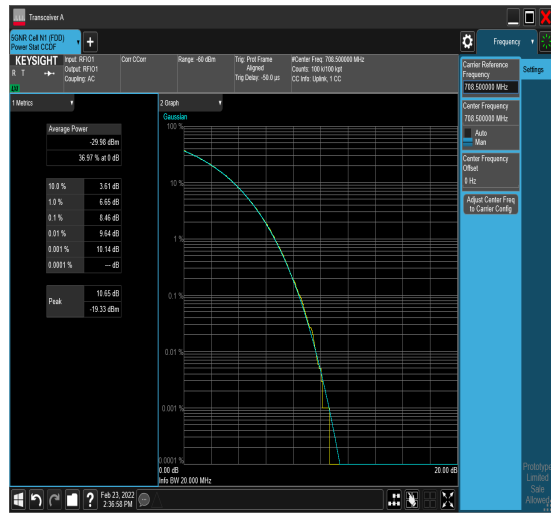 Transceiver A
5GNR Cell N1 (FDD)
Power Stat CCDF
Frequency
KEYSIGHT
R T
LXI
Input: RFIO1
Output: RFIO1
Coupling: AC
Corr CCorr
Range: -60 dBm
Trig: Prot Frame
Aligned
Trig Delay: -50.0 µs
#Center Freq: 708.500000 MHz
Counts: 100 k/100 kpt
CC Info: Uplink, 1 CC
Carrier Reference
Frequency
708.500000 MHz
Settings
Center Frequency
708.500000 MHz
Auto
Man
Center Frequency
Offset
0 Hz
Adjust Center Freq
to Carrier Config
1 Metrics
Average Power
-29.98 dBm
36.97 % at 0 dB
10.0 % 3.61 dB
1.0 % 6.65 dB
0.1 % 8.46 dB
0.01 % 9.64 dB
0.001 % 10.14 dB
0.0001 % --- dB
Peak
10.65 dB
-19.33 dBm
2 Graph
Gaussian
100 %
10 %
1 %
0.1 %
0.01 %
0.001 %
0.0001 %
0.00 dB
20.00 dB
Info BW 20.000 MHz
Feb 23, 2022
2:36:58 PM
Prototype
Limited
Sale
Allowed